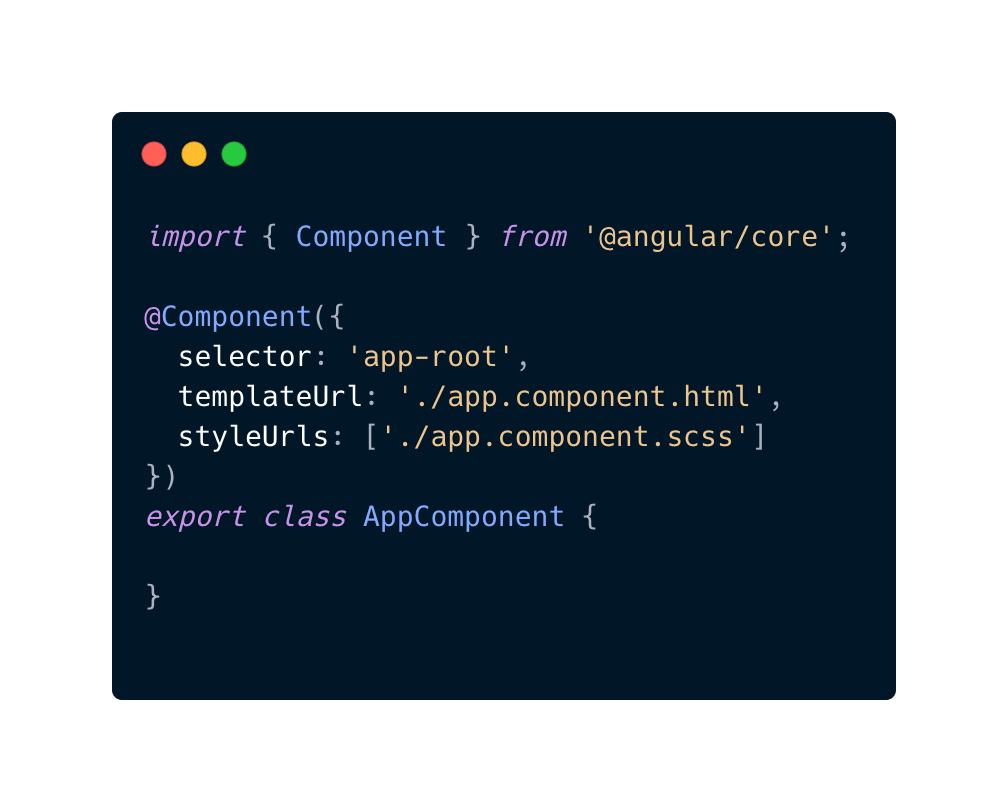 import { Component } from '@angular/core';
@Component({
  selector: 'app-root',
  templateUrl: './app.component.html',
  styleUrls: ['./app.component.scss']
})
export class AppComponent {
}